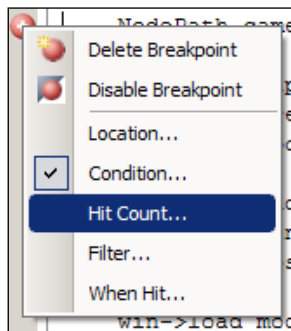 NodePath game
Delete Breakpoint
Disable Breakpoint
Location...
Condition...
Hit Count...
Filter...
When Hit...
win->load mod